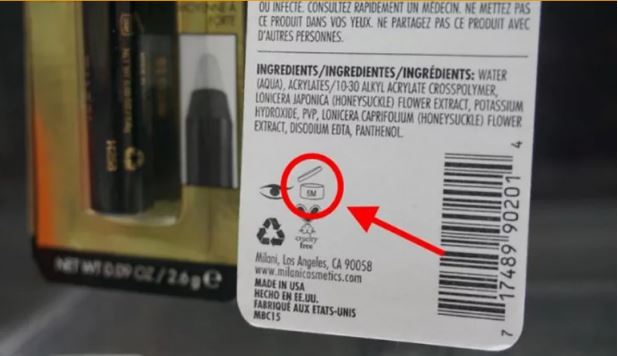 MOYENNE À
FORTE
NET WT 0.09 OZ / 2.6 g e
OU INFECTÉ. CONSULTEZ RAPIDEMENT UN MÉDECIN. NE METTEZ PAS
CE PRODUIT DANS VOS YEUX. NE PARTAGEZ PAS CE PRODUIT AVEC
D'AUTRES PERSONNES.
INGREDIENTS/INGREDIENTES/INGRÉDIENTS: WATER
(AQUA), ACRYLATES/10-30 ALKYL ACRYLATE CROSSPOLYMER,
LONICERA JAPONICA (HONEYSUCKLE) FLOWER EXTRACT, POTASSIUM
HYDROXIDE, PVP, LONICERA CAPRIFOLIUM (HONEYSUCKLE) FLOWER
EXTRACT, DISODIUM EDTA, PANTHENOL.
6M
cruelty
free
Milani, Los Angeles, CA 90058
www.milanicosmetics.com
MADE IN USA
HECHO EN EE.UU.
FABRIQUÉ AUX ETATS-UNIS
MBC15
7 17489 90201 4